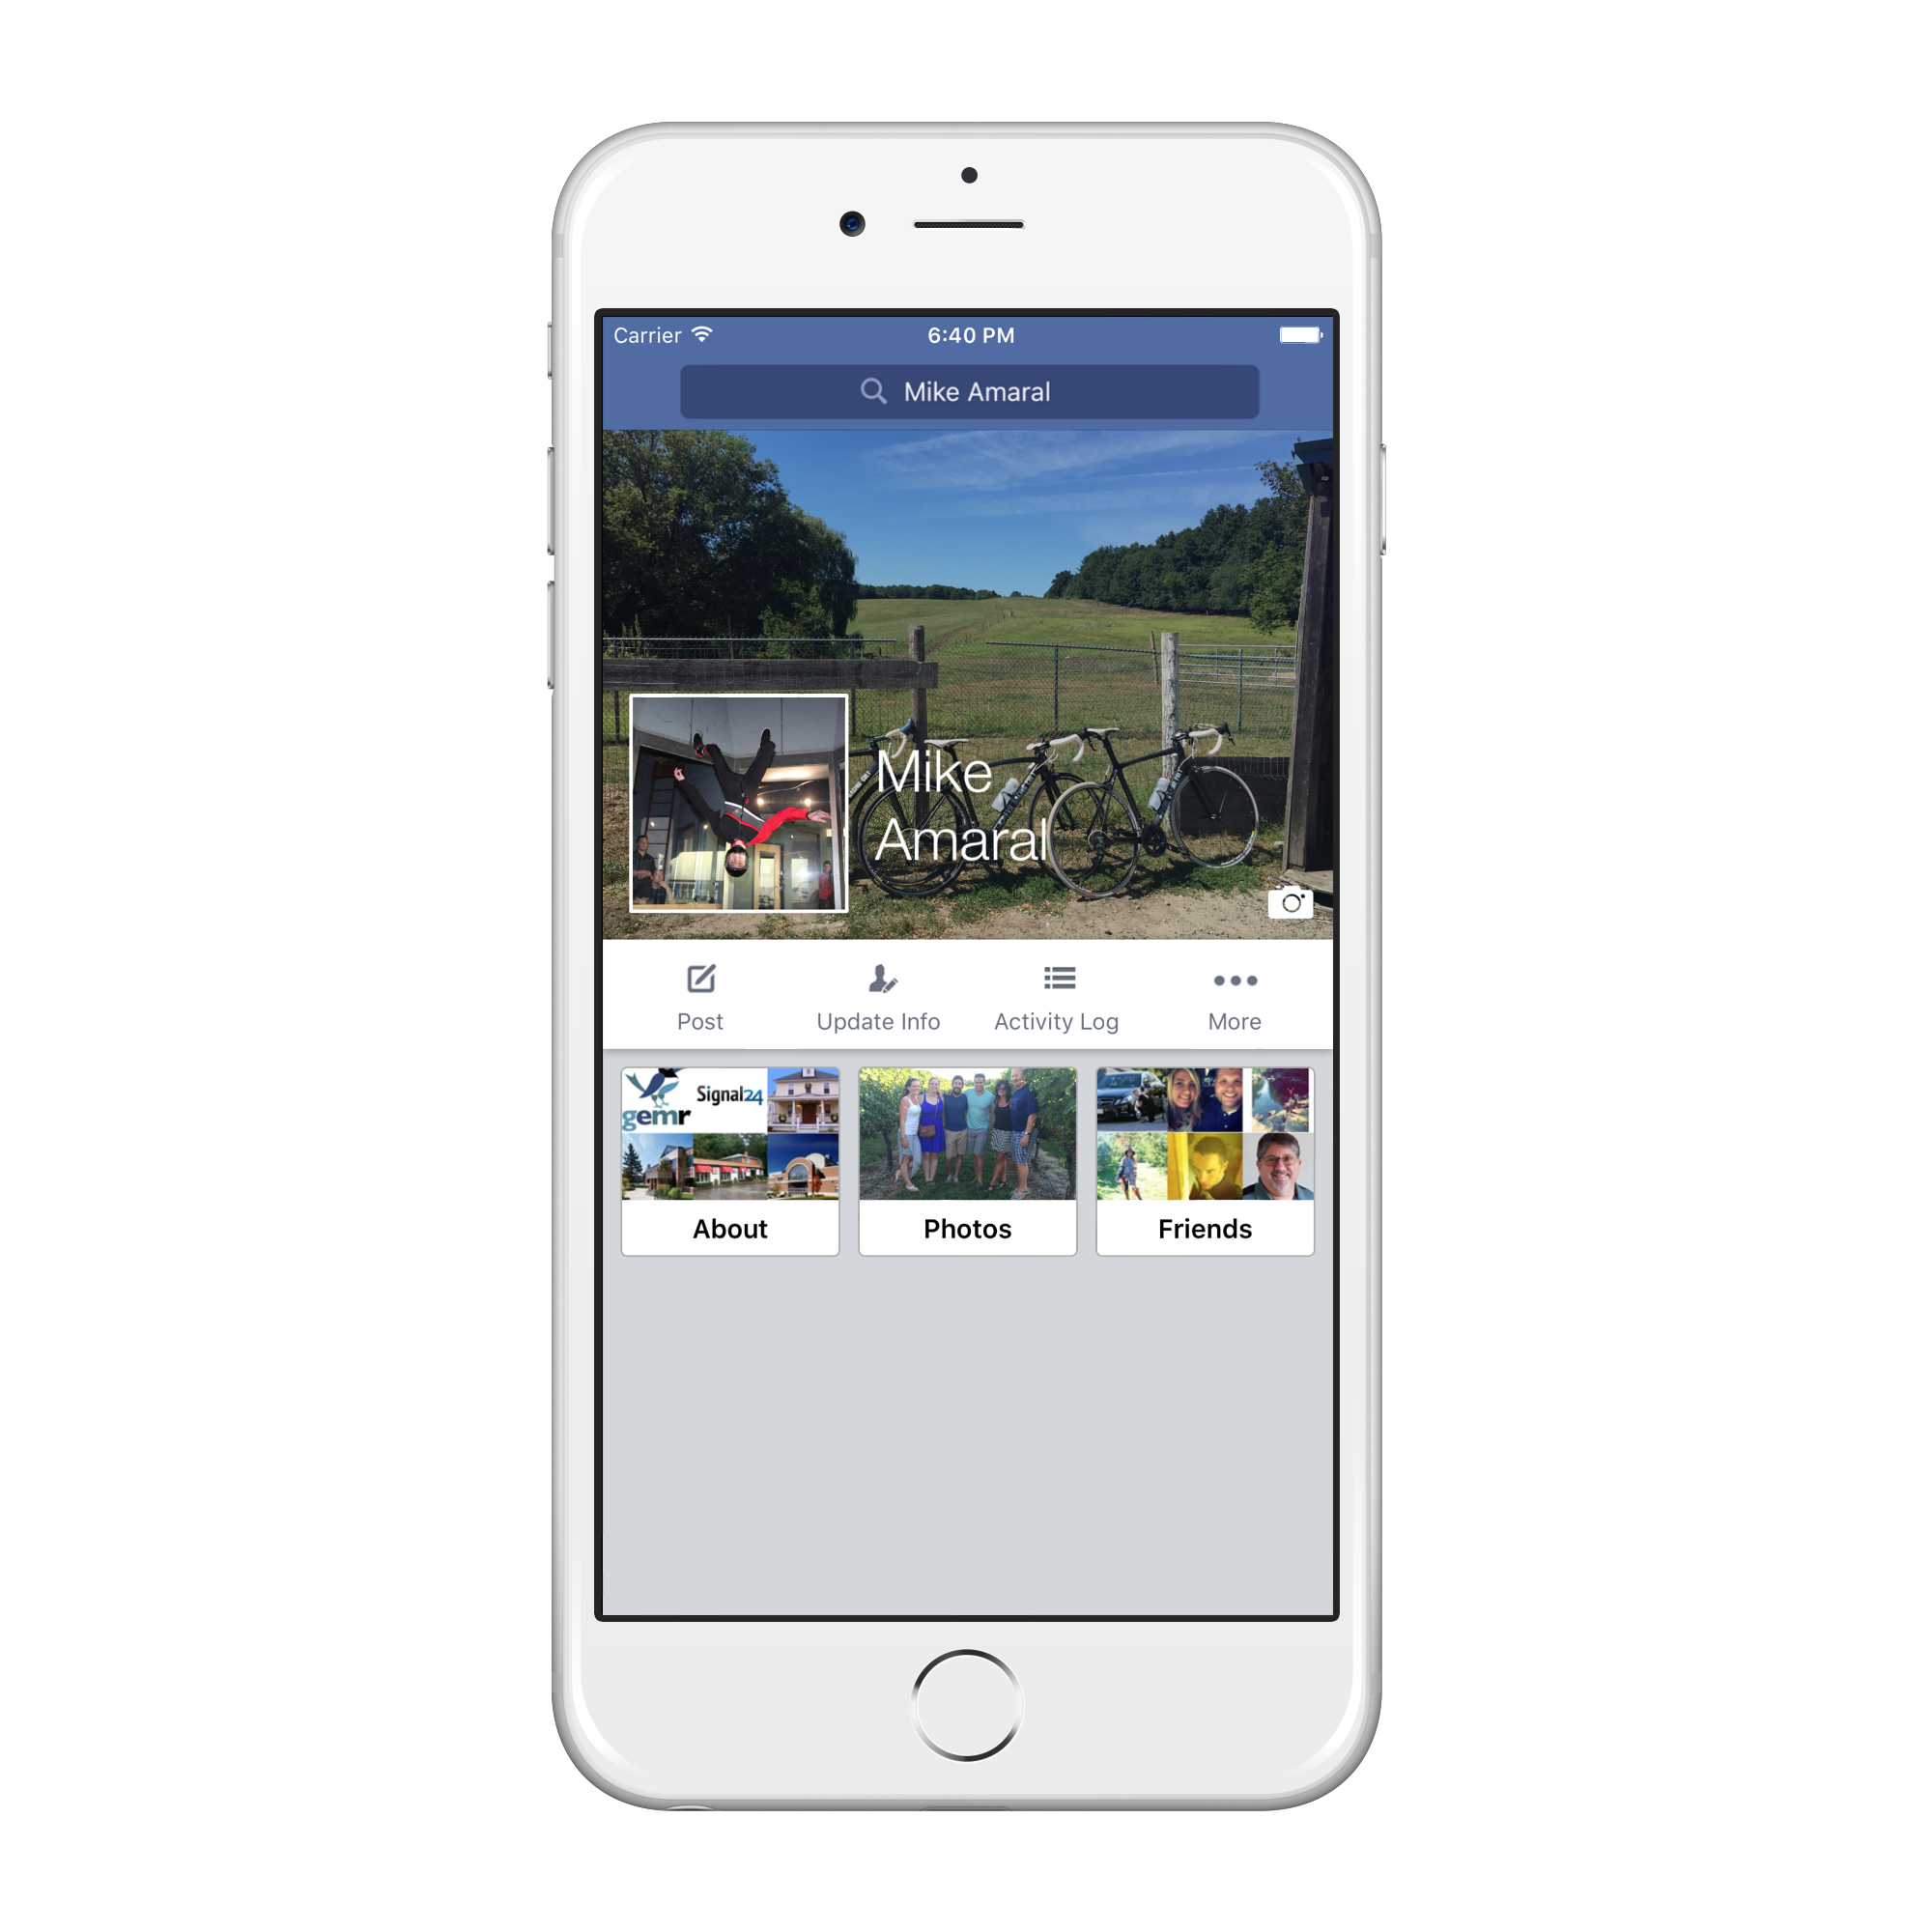 Carrier 6:40 PM
Mike Amaral
Mike
Amaral
Post Update Info Activity Log More
gemr Signal24
About Photos Friends